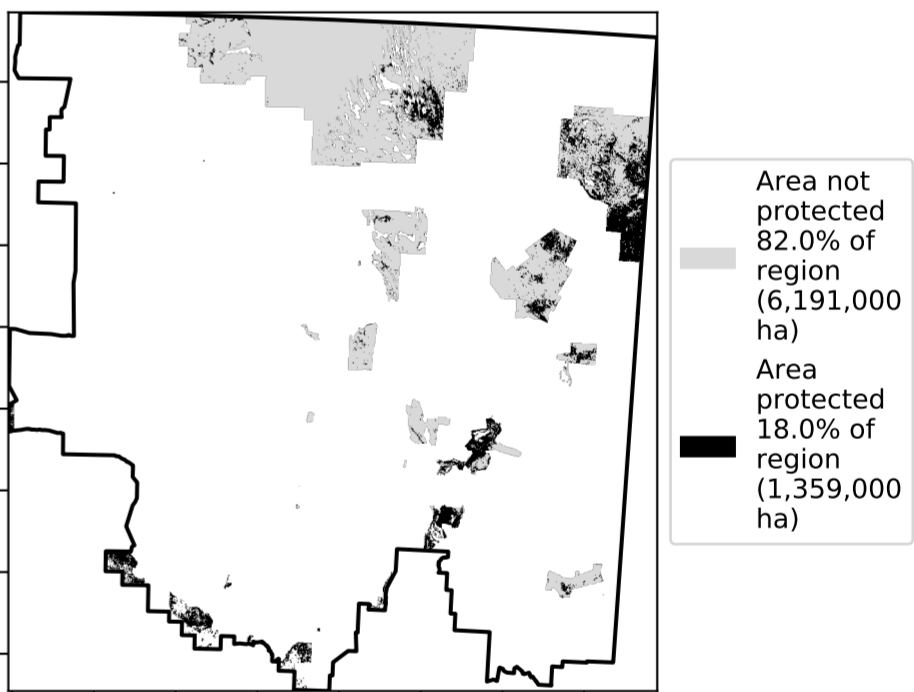 Area not
protected
82.0% of
region
(6,191,000
ha)
Area
protected
18.0% of
region
(1,359,000
ha)